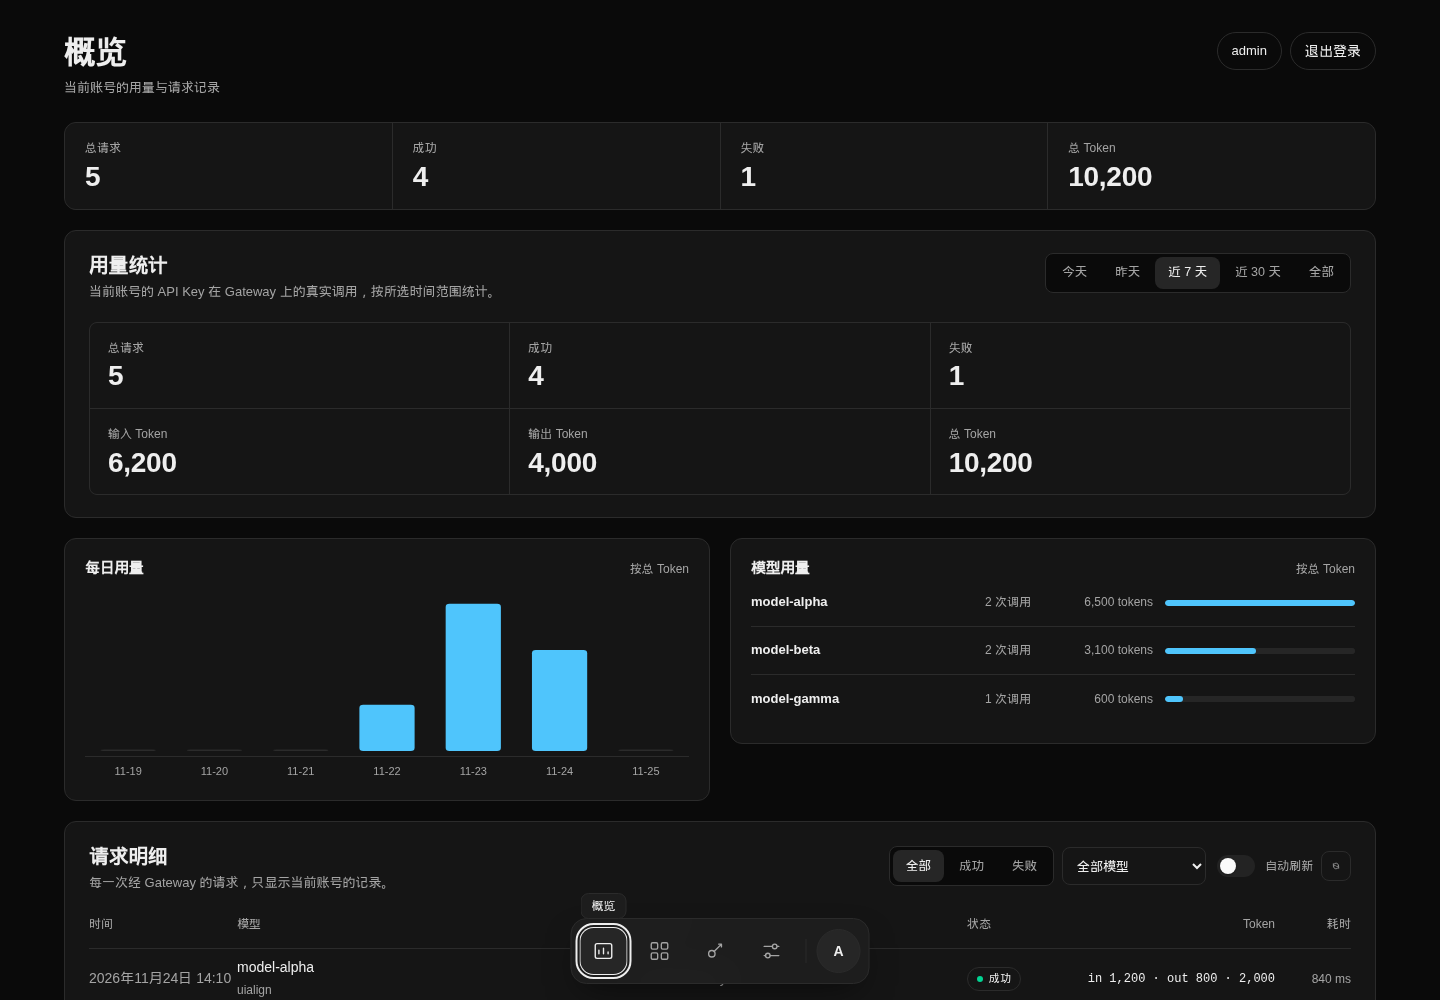 概览
当前账号的用量与请求记录
admin
退出登录
总请求
5
成功
4
失败
1
总 Token
10,200
用量统计
当前账号的 API Key 在 Gateway 上的真实调用，按所选时间范围统计。
今天
昨天
近 7 天
近 30 天
全部
总请求
5
成功
4
失败
1
输入 Token
6,200
输出 Token
4,000
总 Token
10,200
每日用量
按总 Token
11-19
11-20
11-21
11-22
11-23
11-24
11-25
模型用量
按总 Token
model-alpha
2 次调用
6,500 tokens
model-beta
2 次调用
3,100 tokens
model-gamma
1 次调用
600 tokens
请求明细
每一次经 Gateway 的请求，只显示当前账号的记录。
全部
成功
失败
全部模型
自动刷新
时间
模型
状态
Token
耗时
2026年11月24日 14:10
model-alpha
uialign
成功
in 1,200 · out 800 · 2,000
840 ms
概览
A